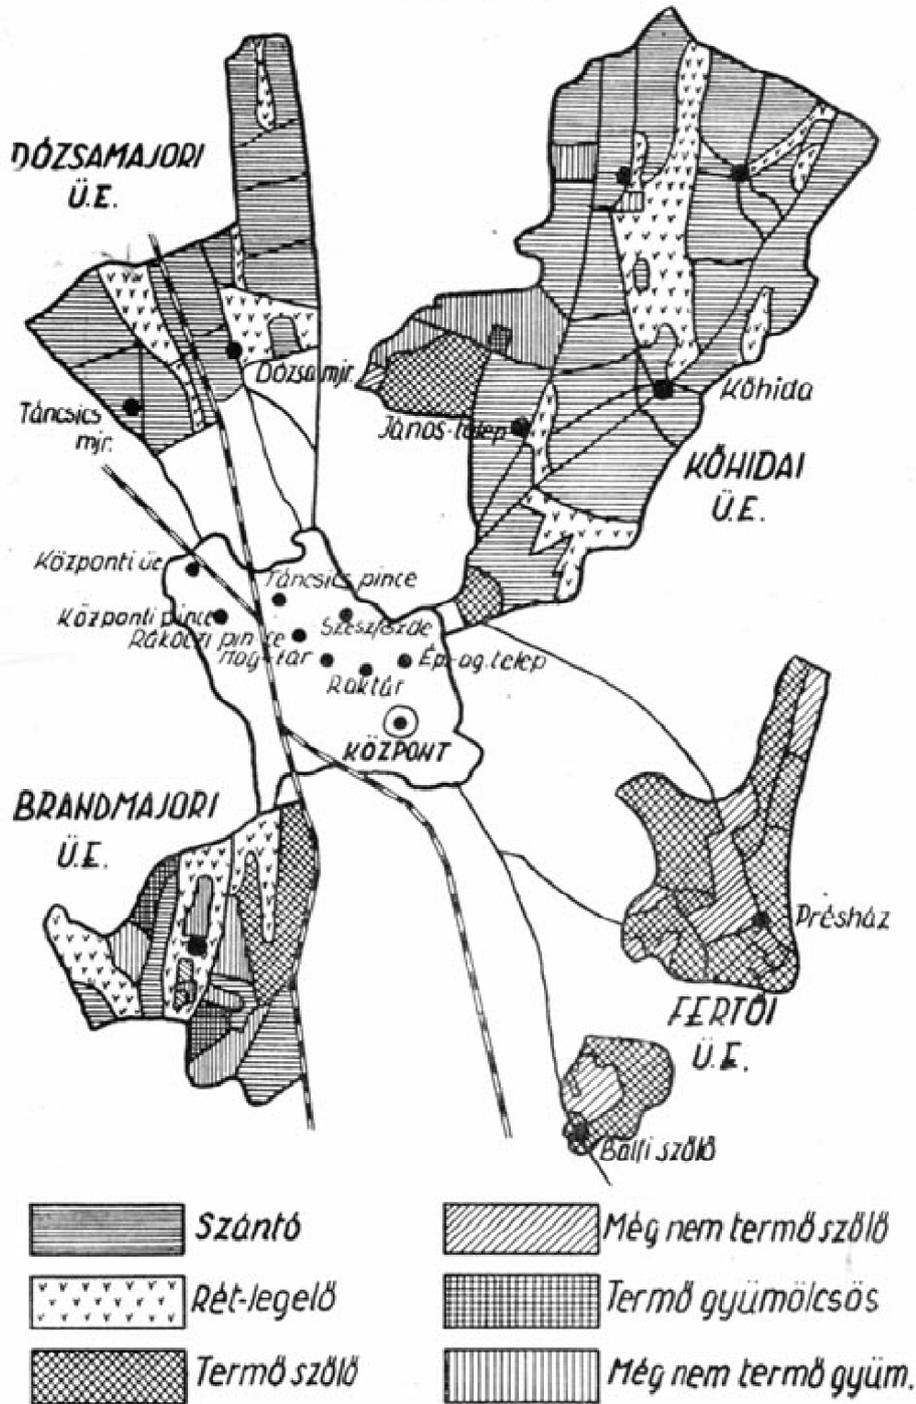 DÓZSAMAJORI
Ü.E.
Dózsa mjr.
Táncsics
mjr.
Kőhida
János-telep
KŐHIDAI
Ü.E.
Központi üe
Táncsics pince
Központi pince
Szeszfőzde
Rákóczi pince
Mag-tár
Ép-ag. telep
Raktár
KÖZPONT
BRANDMAJORI
Ü.E.
Présház
FERTŐI
Ü.E.
Balfi szőlő
Szántó
Még nem termő szőlő
Rét-legelő
Termő gyümölcsös
Termő szőlő
Még nem termő gyüm.